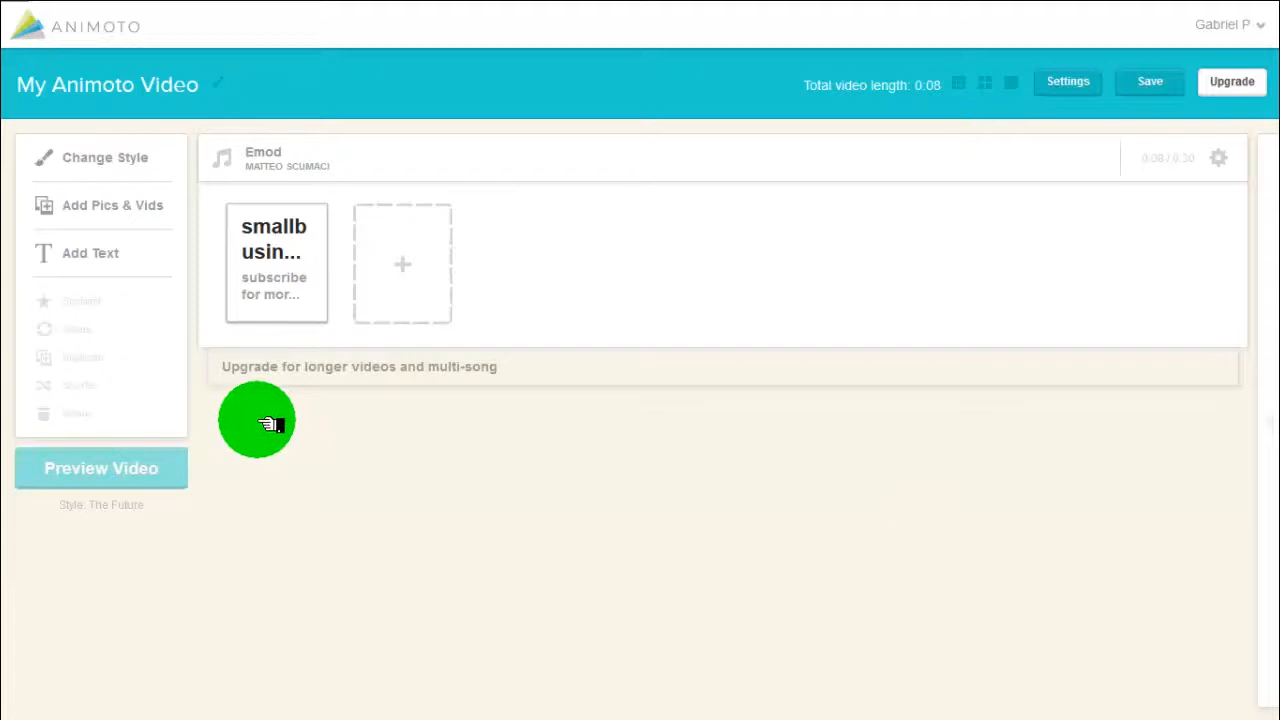 ANIMOTO
Gabriel P
My Animoto Video
Total video length: 0:08
Settings
Save
Upgrade
Change Style
Add Pics & Vids
Add Text
Preview Video
Style: The Future
Emod
MATTEO SCUMACI
0:08 / 0:30
smallb
usin...
subscribe
for mor...
+
Upgrade for longer videos and multi-song